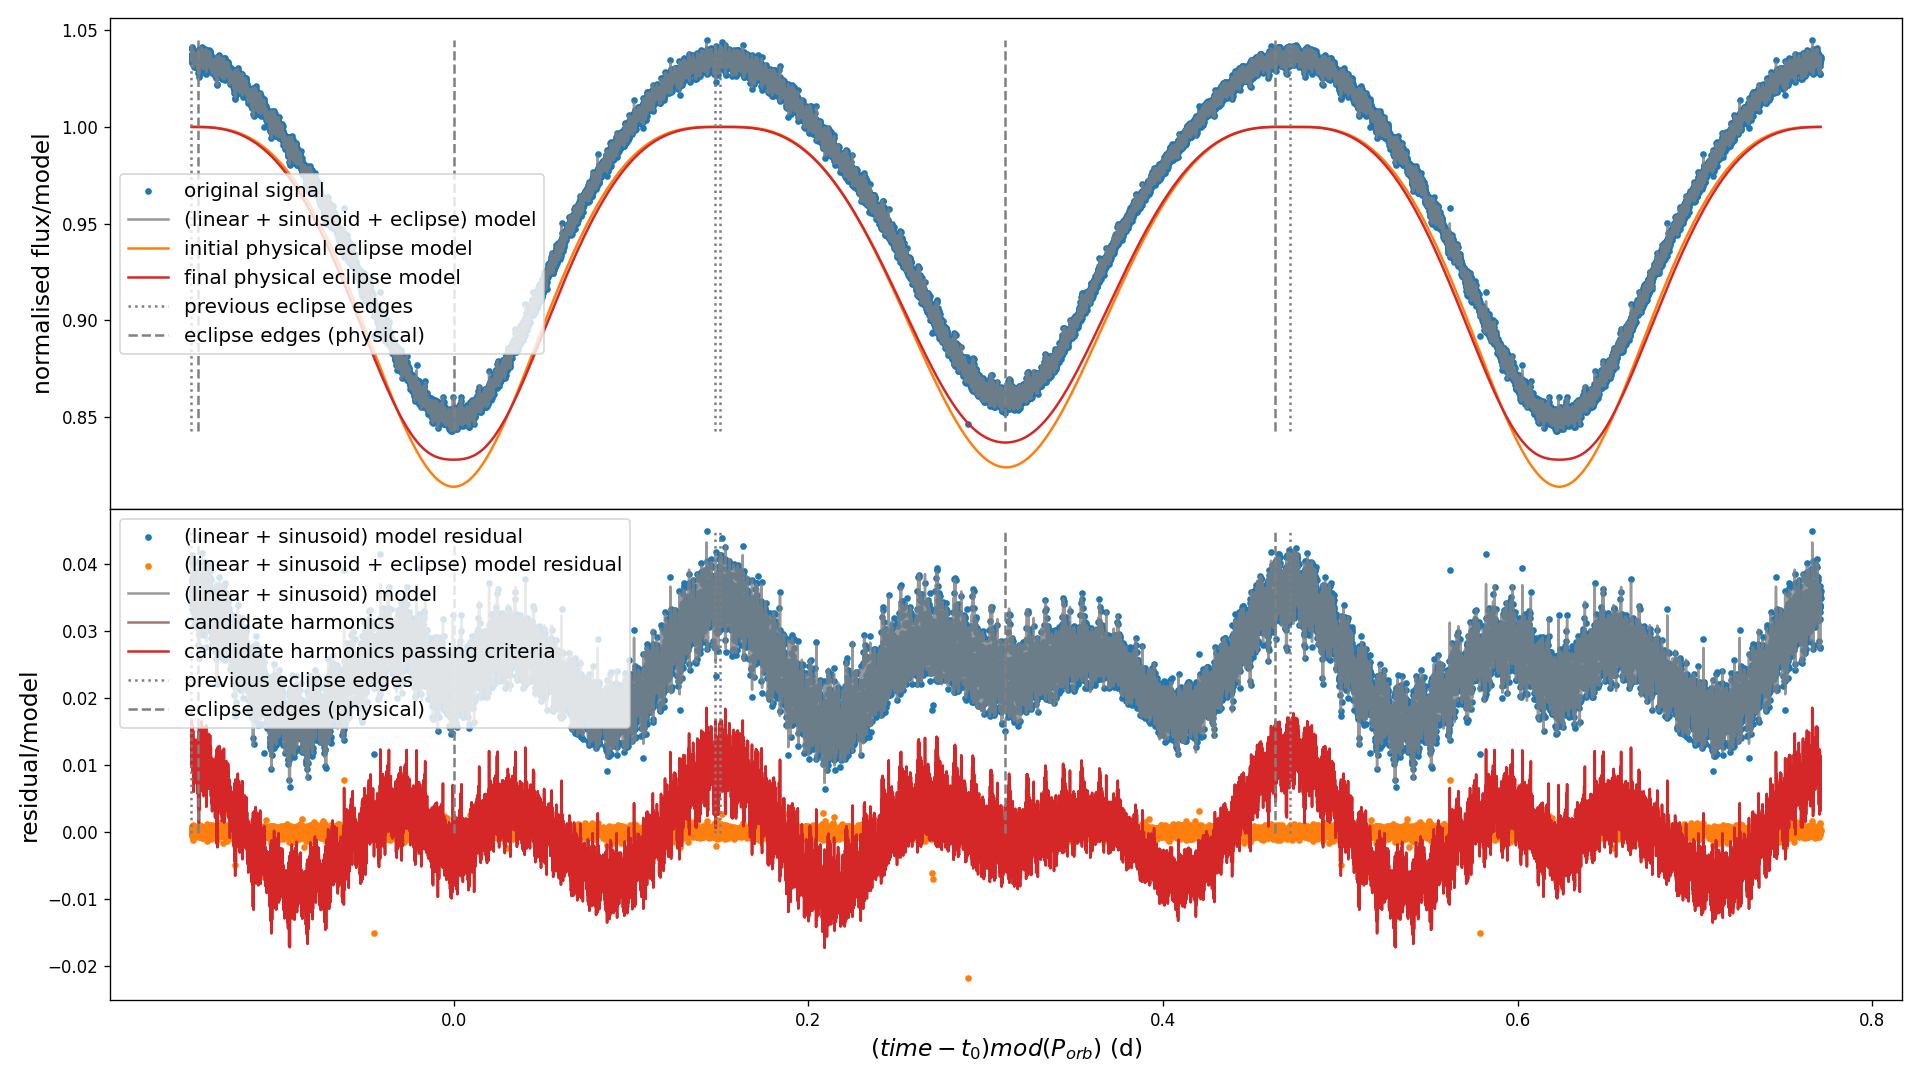 1.05
1.00
0.95
0.90
0.85
normalised flux/model
original signal
(linear + sinusoid + eclipse) model
initial physical eclipse model
final physical eclipse model
previous eclipse edges
eclipse edges (physical)
0.04
0.03
0.02
0.01
0.00
−0.01
−0.02
residual/model
(linear + sinusoid) model residual
(linear + sinusoid + eclipse) model residual
(linear + sinusoid) model
candidate harmonics
candidate harmonics passing criteria
previous eclipse edges
eclipse edges (physical)
0.0 0.2 0.4 0.6 0.8
(time − t₀)mod(Pₒᵣb) (d)